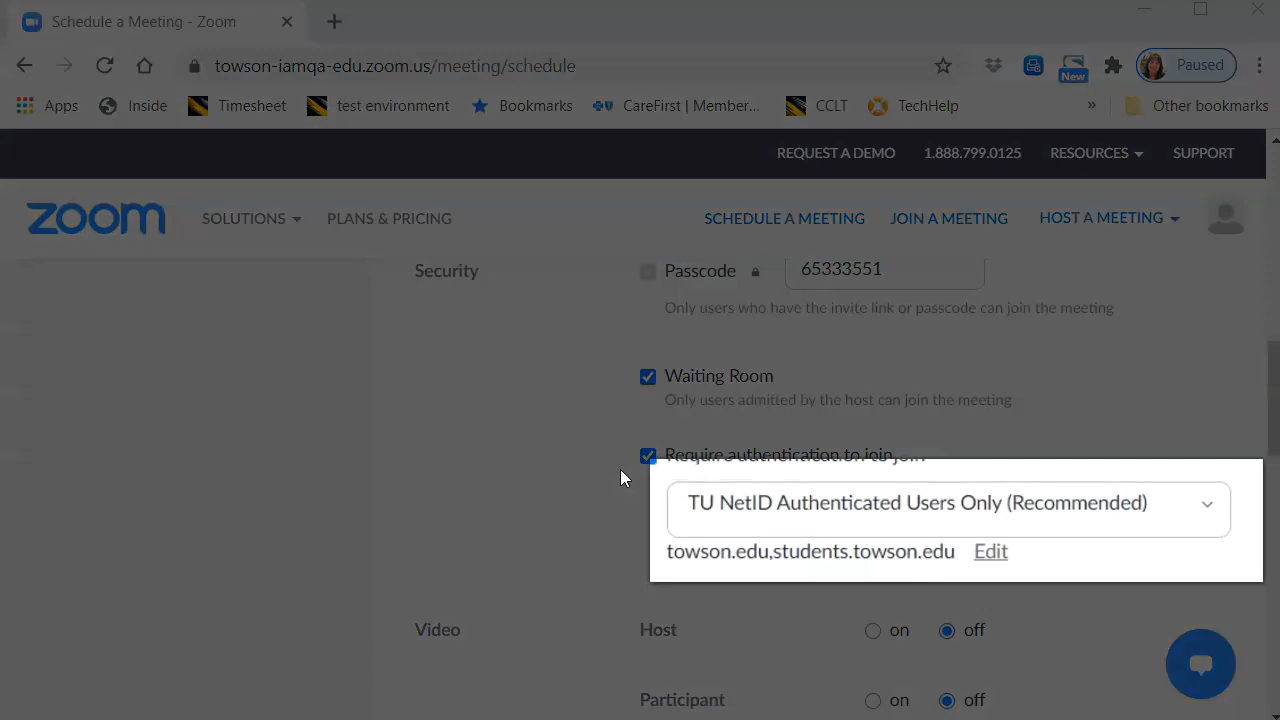 Schedule a Meeting - Zoom
towson-iamqa-edu.zoom.us/meeting/schedule
New
Paused
Apps Inside Timesheet test environment Bookmarks CareFirst | Member... CCLT TechHelp » Other bookmarks
REQUEST A DEMO 1.888.799.0125 RESOURCES SUPPORT
zoom SOLUTIONS PLANS & PRICING SCHEDULE A MEETING JOIN A MEETING HOST A MEETING
Security Passcode 65333551
Only users who have the invite link or passcode can join the meeting
Waiting Room
Only users admitted by the host can join the meeting
Require authentication to join
TU NetID Authenticated Users Only (Recommended)
towson.edu,students.towson.edu Edit
Video Host on off
Participant on off